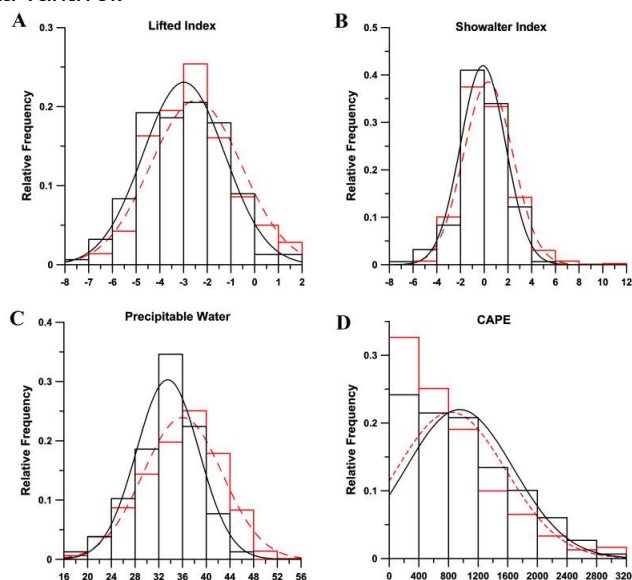 A
Lifted Index
Relative Frequency
0.3
0.2
0.1
0
-8 -7 -6 -5 -4 -3 -2 -1 0 1 2
B
Showalter Index
Relative Frequency
0.5
0.4
0.3
0.2
0.1
0
-8 -6 -4 -2 0 2 4 6 8 10 12
C
Precipitable Water
Relative Frequency
0.4
0.3
0.2
0.1
0
16 20 24 28 32 36 40 44 48 52 56
D
CAPE
Relative Frequency
0.3
0.2
0.1
0
0 400 800 1200 1600 2000 2400 2800